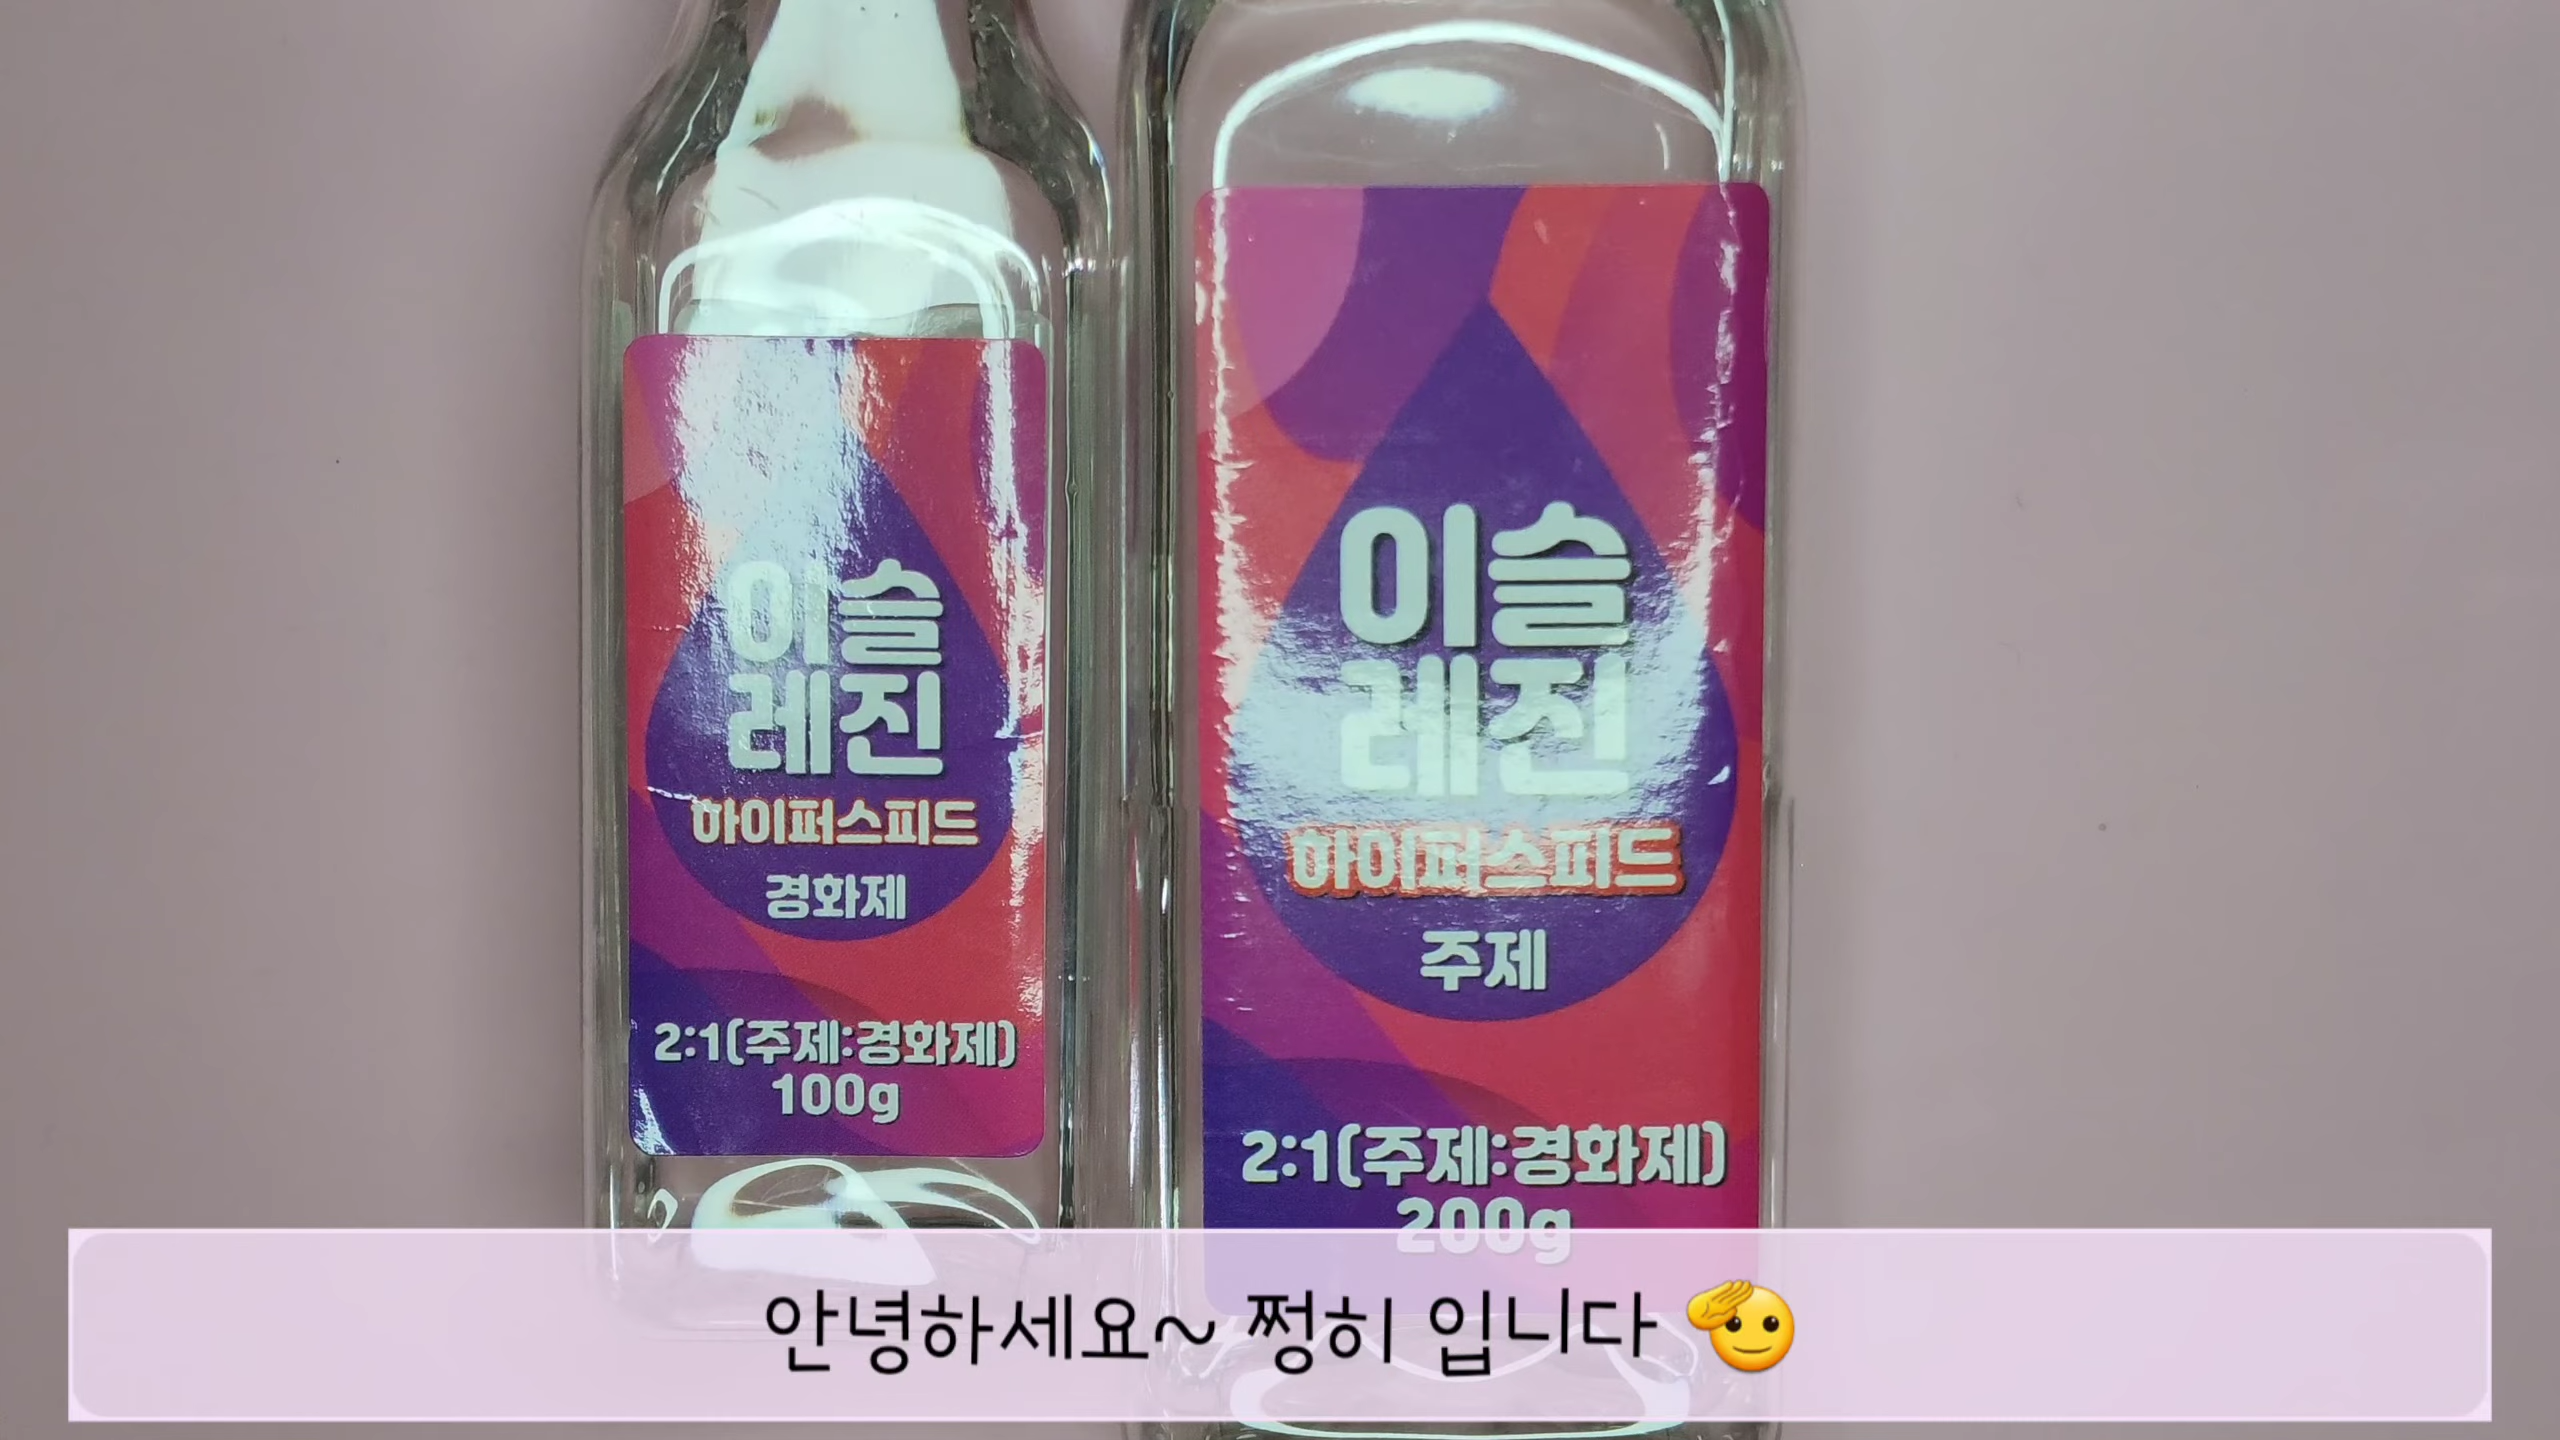 이슬
레진
하이퍼스피드
경화제
2:1(주제:경화제)
100g
이슬
레진
하이퍼스피드
주제
2:1(주제:경화제)
200g
안녕하세요~ 쩡히 입니다 🫡